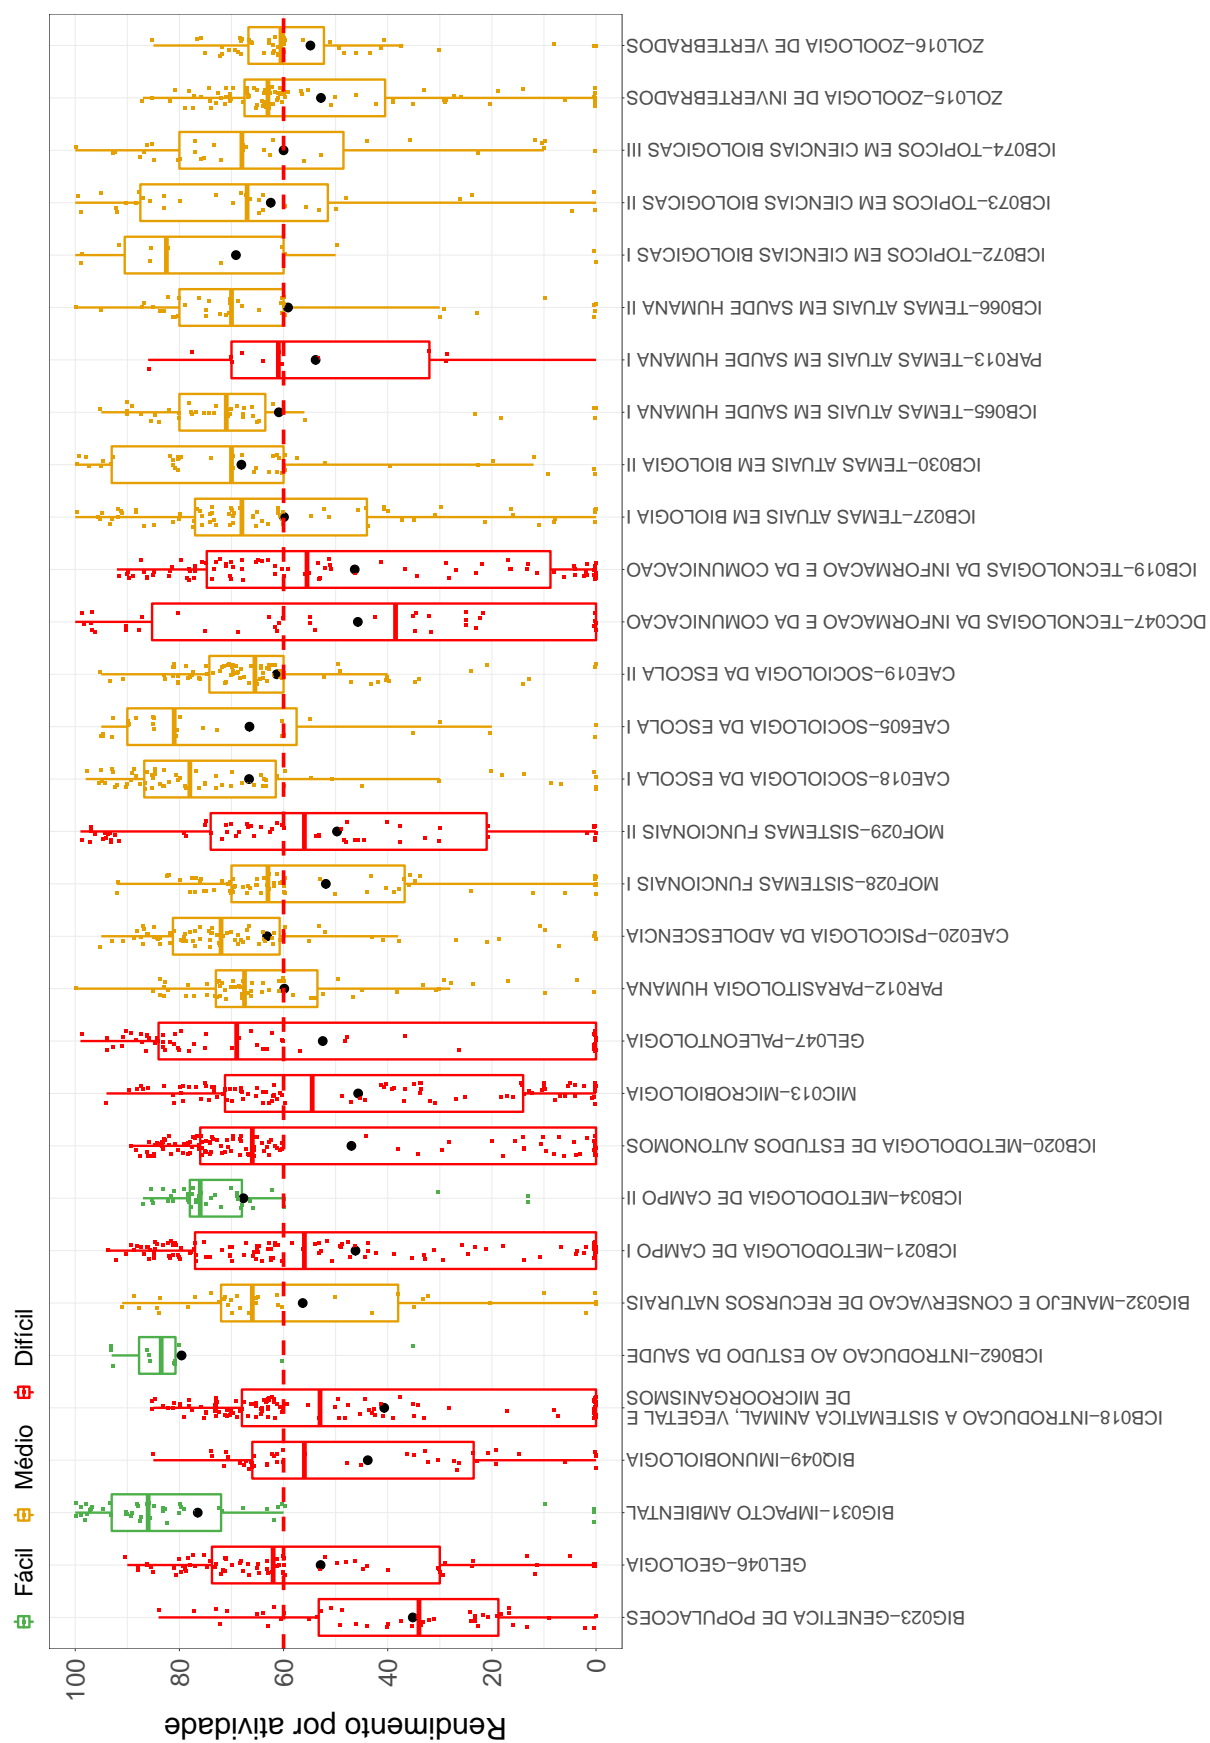 Fácil
Médio
Difícil
ZOL016−ZOOLOGIA DE VERTEBRADOS
ZOL015−ZOOLOGIA DE INVERTEBRADOS
ICB074−TOPICOS EM CIENCIAS BIOLOGICAS III
ICB073−TOPICOS EM CIENCIAS BIOLOGICAS II
ICB072−TOPICOS EM CIENCIAS BIOLOGICAS I
ICB066−TEMAS ATUAIS EM SAUDE HUMANA II
PAR013−TEMAS ATUAIS EM SAUDE HUMANA I
ICB065−TEMAS ATUAIS EM SAUDE HUMANA I
ICB030−TEMAS ATUAIS EM BIOLOGIA II
ICB027−TEMAS ATUAIS EM BIOLOGIA I
ICB019−TECNOLOGIAS DA INFORMACAO E DA COMUNICACAO
DCC047−TECNOLOGIAS DA INFORMACAO E DA COMUNICACAO
CAE019−SOCIOLOGIA DA ESCOLA II
CAE605−SOCIOLOGIA DA ESCOLA I
CAE018−SOCIOLOGIA DA ESCOLA I
MOF029−SISTEMAS FUNCIONAIS II
MOF028−SISTEMAS FUNCIONAIS I
CAE020−PSICOLOGIA DA ADOLESCENCIA
PAR012−PARASITOLOGIA HUMANA
GEL047−PALEONTOLOGIA
MIC013−MICROBIOLOGIA
ICB020−METODOLOGIA DE ESTUDOS AUTONOMOS
ICB034−METODOLOGIA DE CAMPO II
ICB021−METODOLOGIA DE CAMPO I
BIG032−MANEJO E CONSERVACAO DE RECURSOS NATURAIS
ICB062−INTRODUCAO AO ESTUDO DA SAUDE
ICB018−INTRODUCAO A SISTEMATICA ANIMAL, VEGETAL E
DE MICROORGANISMOS
BIQ049−IMUNOBIOLOGIA
BIG031−IMPACTO AMBIENTAL
GEL046−GEOLOGIA
BIG023−GENETICA DE POPULACOES
100
80
60
40
20
0
Rendimento por atividade